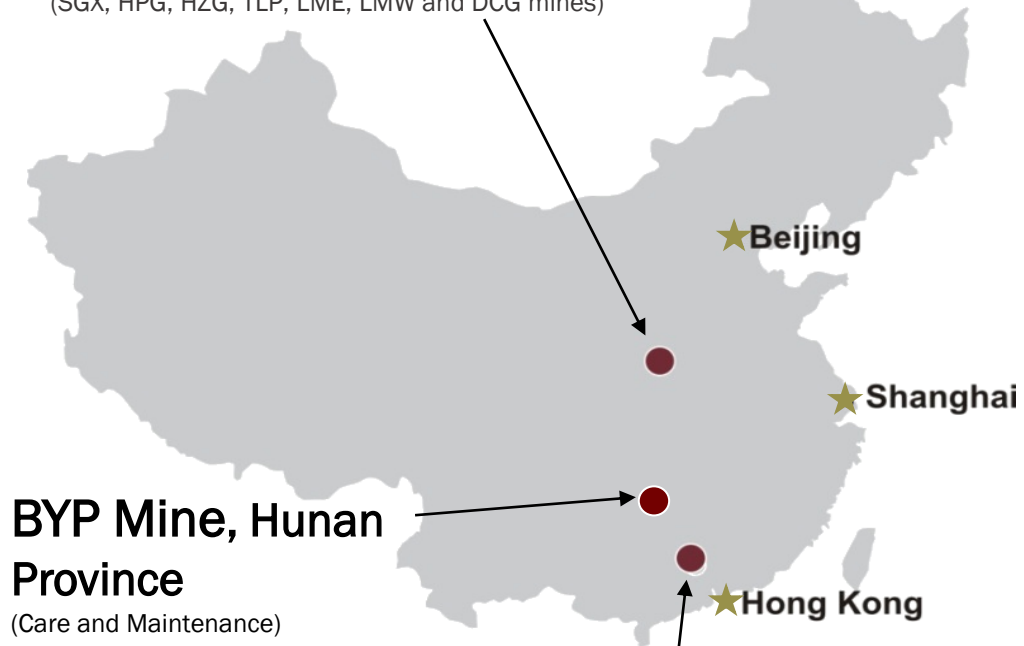 (SGX, HPG, HZG, TLP, LME, LMW and DCG mines)
Beijing
Shanghai
BYP Mine, Hunan
Province
(Care and Maintenance)
Hong Kong